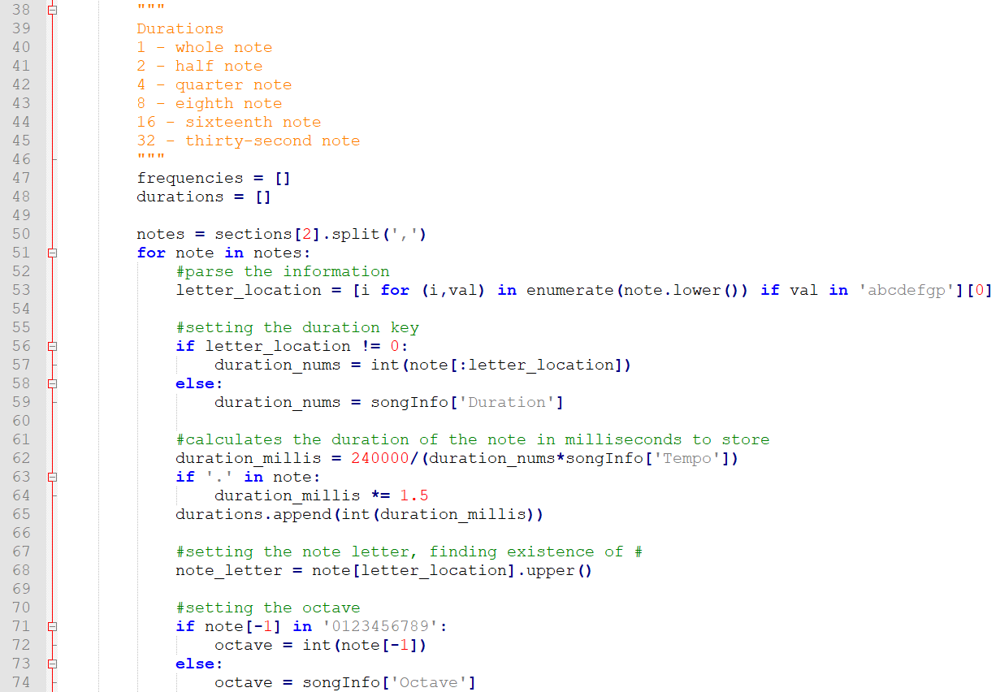 38 """
39 Durations
40 1 - whole note
41 2 - half note
42 4 - quarter note
43 8 - eighth note
44 16 - sixteenth note
45 32 - thirty-second note
46 """
47 frequencies = []
48 durations = []
49
50 notes = sections[2].split(',')
51 for note in notes:
52 #parse the information
53 letter_location = [i for (i,val) in enumerate(note.lower()) if val in 'abcdefgp'][0]
54
55 #setting the duration key
56 if letter_location != 0:
57 duration_nums = int(note[:letter_location])
58 else:
59 duration_nums = songInfo['Duration']
60
61 #calculates the duration of the note in milliseconds to store
62 duration_millis = 240000/(duration_nums*songInfo['Tempo'])
63 if '.' in note:
64 duration_millis *= 1.5
65 durations.append(int(duration_millis))
66
67 #setting the note letter, finding existence of #
68 note_letter = note[letter_location].upper()
69
70 #setting the octave
71 if note[-1] in '0123456789':
72 octave = int(note[-1])
73 else:
74 octave = songInfo['Octave']